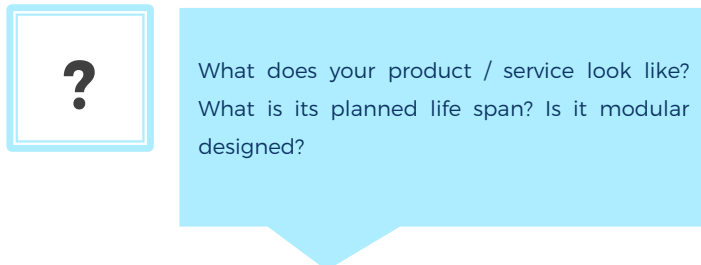 ?
What does your product / service look like?
What is its planned life span? Is it modular
designed?